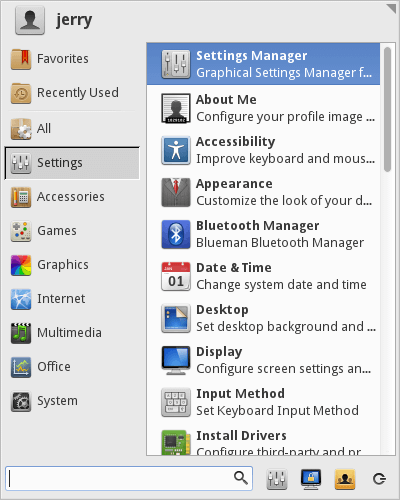 jerry
Favorites
Recently Used
All
Settings
Accessories
Games
Graphics
Internet
Multimedia
Office
System
Settings Manager
Graphical Settings Manager f...
About Me
Configure your profile image ...
Accessibility
Improve keyboard and mous...
Appearance
Customize the look of your d...
Bluetooth Manager
Blueman Bluetooth Manager
Date & Time
01
Change system date and time
Desktop
Set desktop background and ...
Display
Configure screen settings an...
Input Method
Set Keyboard Input Method
Install Drivers
Configure third-party and pr...